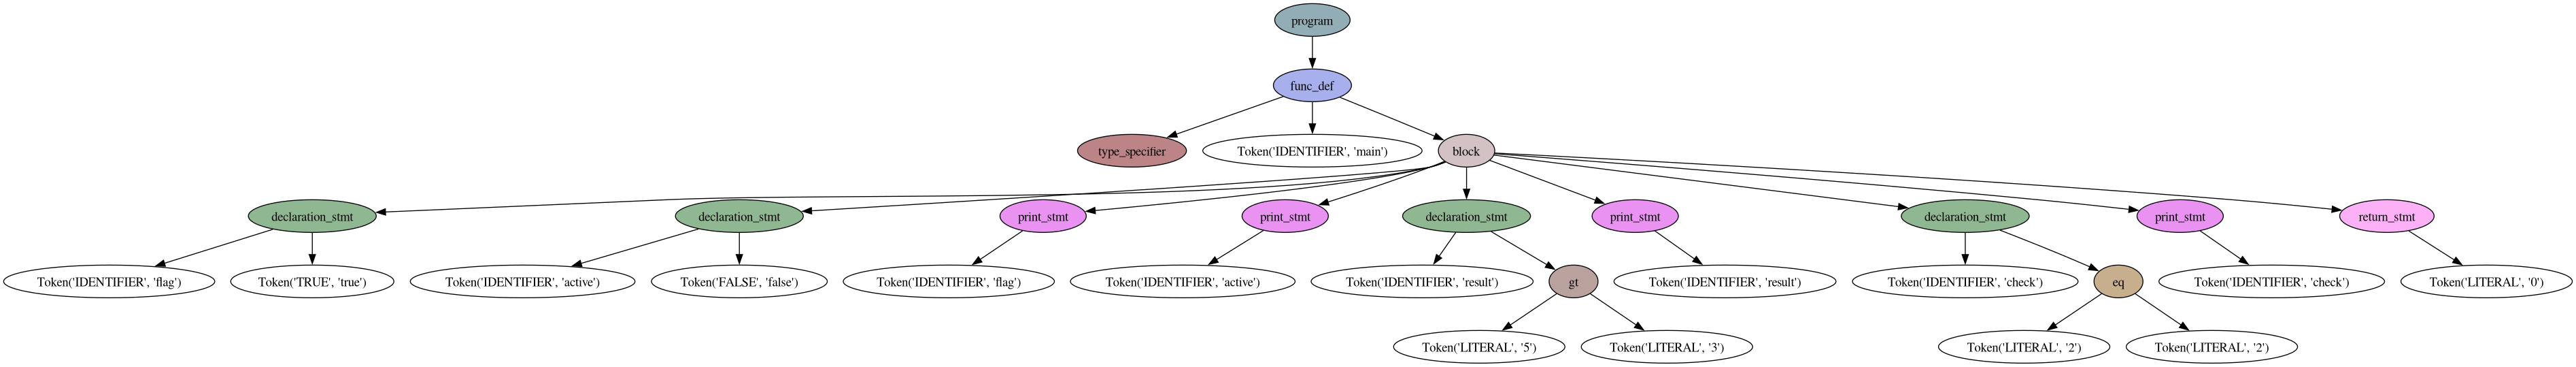 program
func_def
type_specifier
Token('IDENTIFIER', 'main')
block
declaration_stmt
declaration_stmt
print_stmt
print_stmt
declaration_stmt
print_stmt
declaration_stmt
print_stmt
return_stmt
Token('IDENTIFIER', 'flag')
Token('TRUE', 'true')
Token('IDENTIFIER', 'active')
Token('FALSE', 'false')
Token('IDENTIFIER', 'flag')
Token('IDENTIFIER', 'active')
Token('IDENTIFIER', 'result')
gt
Token('IDENTIFIER', 'result')
Token('IDENTIFIER', 'check')
eq
Token('IDENTIFIER', 'check')
Token('LITERAL', '0')
Token('LITERAL', '5')
Token('LITERAL', '3')
Token('LITERAL', '2')
Token('LITERAL', '2')